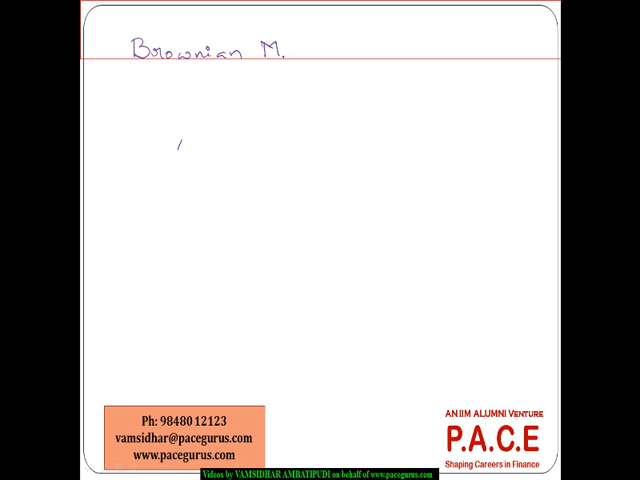 Brownian M.
Ph: 98480 12123
vamsidhar@pacegurus.com
www.pacegurus.com
AN IIM ALUMNI VENTURE
P.A.C.E
Shaping Careers in Finance
Videos by VAMSIDHAR AMBATIPUDI on behalf of www.pacegurus.com